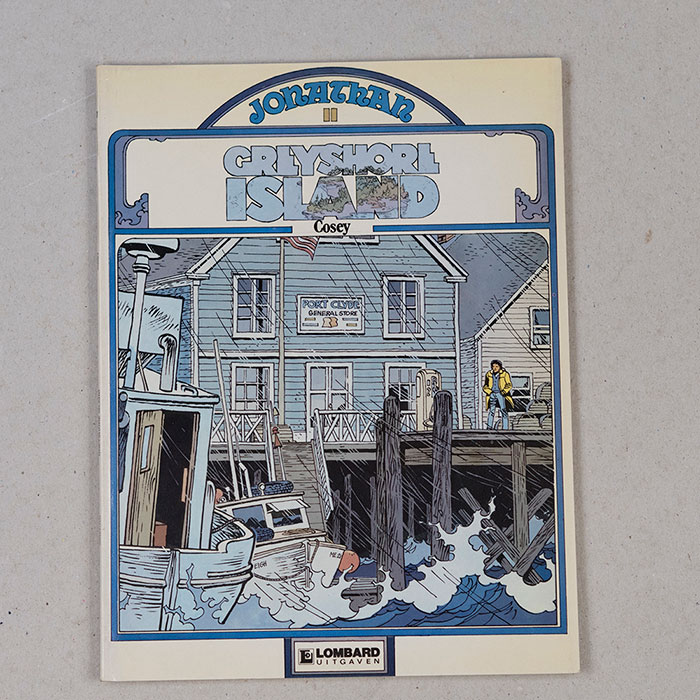 JONATHAN
11
GREYSHORE
ISLAND
Cosey
PORT CLYDE
GENERAL STORE
LOMBARD
UITGAVEN